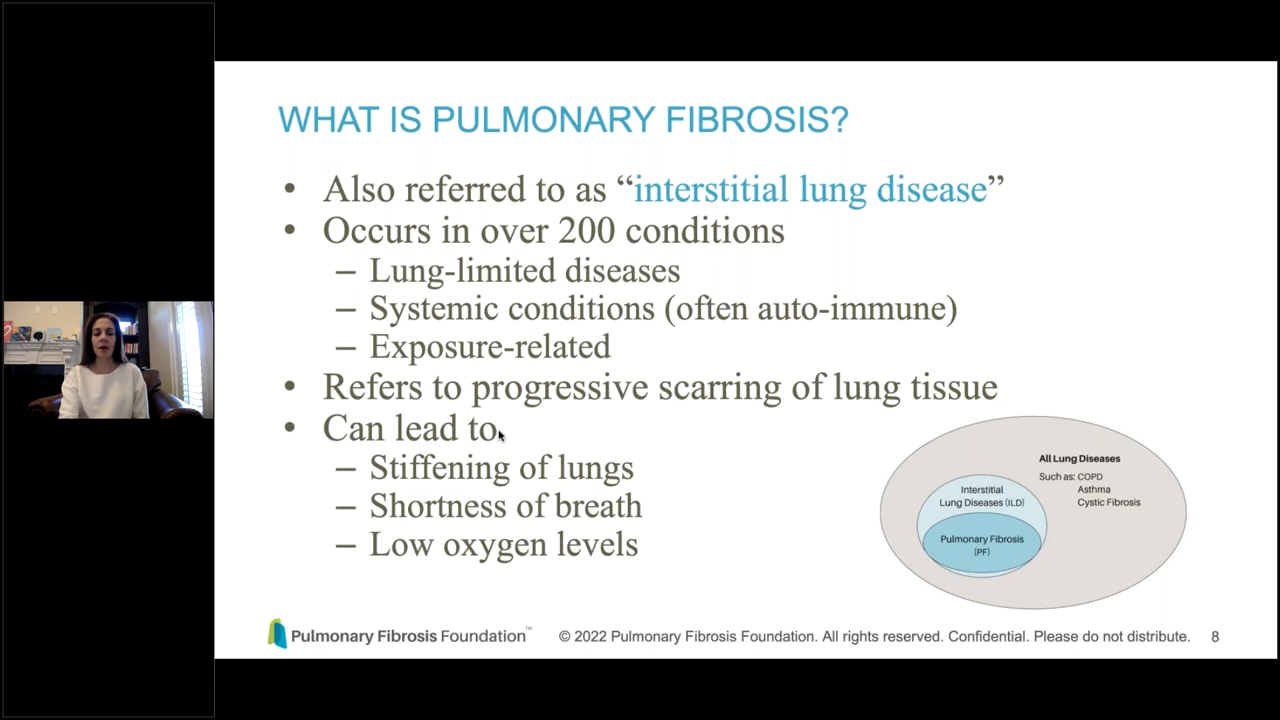 WHAT IS PULMONARY FIBROSIS?
• Also referred to as “interstitial lung disease”
• Occurs in over 200 conditions
– Lung-limited diseases
– Systemic conditions (often auto-immune)
– Exposure-related
• Refers to progressive scarring of lung tissue
• Can lead to
– Stiffening of lungs
– Shortness of breath
– Low oxygen levels
All Lung Diseases
Such as: COPD
Asthma
Cystic Fibrosis
Interstitial
Lung Diseases (ILD)
Pulmonary Fibrosis
(PF)
Pulmonary Fibrosis Foundation™
© 2022 Pulmonary Fibrosis Foundation. All rights reserved. Confidential. Please do not distribute. 8